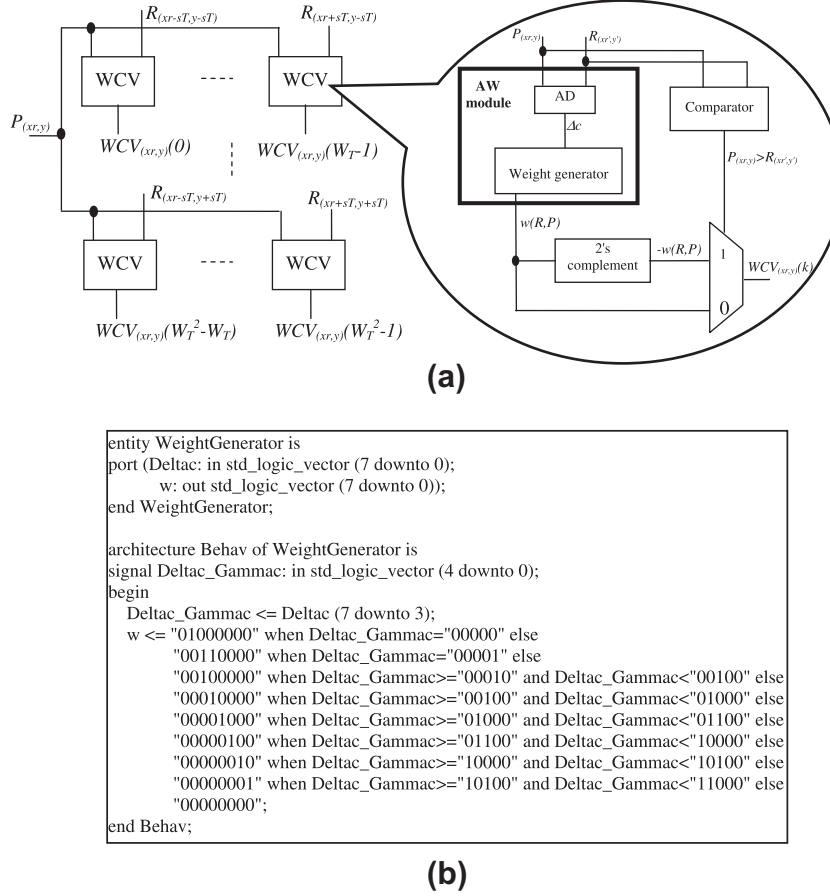 R(xr-sT,y-sT)
R(xr+sT,y-sT)
WCV
WCV
P(xr,y)
WCV(xr,y)(0)
WCV(xr,y)(WT-1)
R(xr-sT,y+sT)
R(xr+sT,y+sT)
WCV
WCV
WCV(xr,y)(WT²-WT)
WCV(xr,y)(WT²-1)
P(xr,y)
R(xr',y')
AW
module
AD
Comparator
Δc
Weight generator
P(xr,y)>R(xr',y')
w(R,P)
2's
complement
-w(R,P)
1
0
WCV(xr,y)(k)
(a)
entity WeightGenerator is
port (Deltac: in std_logic_vector (7 downto 0);
w: out std_logic_vector (7 downto 0));
end WeightGenerator;
architecture Behav of WeightGenerator is
signal Deltac_Gammac: in std_logic_vector (4 downto 0);
begin
Deltac_Gammac <= Deltac (7 downto 3);
w <= "01000000" when Deltac_Gammac="00000" else
"00110000" when Deltac_Gammac="00001" else
"00100000" when Deltac_Gammac>="00010" and Deltac_Gammac<"00100" else
"00010000" when Deltac_Gammac>="00100" and Deltac_Gammac<"01000" else
"00001000" when Deltac_Gammac>="01000" and Deltac_Gammac<"01100" else
"00000100" when Deltac_Gammac>="01100" and Deltac_Gammac<"10000" else
"00000010" when Deltac_Gammac>="10000" and Deltac_Gammac<"10100" else
"00000001" when Deltac_Gammac>="10100" and Deltac_Gammac<"11000" else
"00000000";
end Behav;
(b)